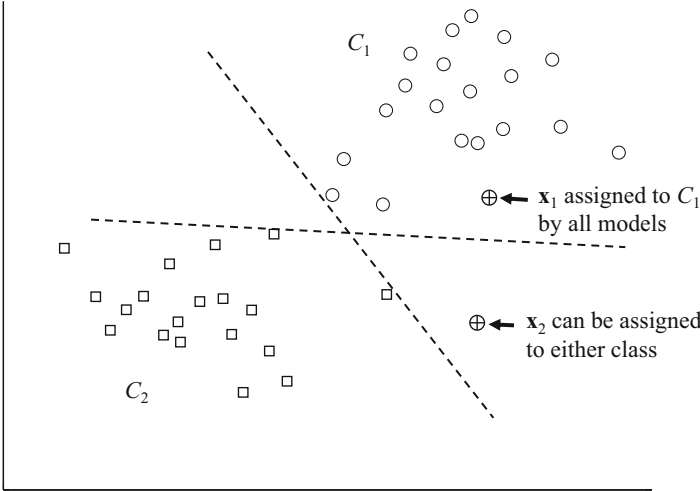 C₁
x₁ assigned to C₁
by all models
x₂ can be assigned
to either class
C₂